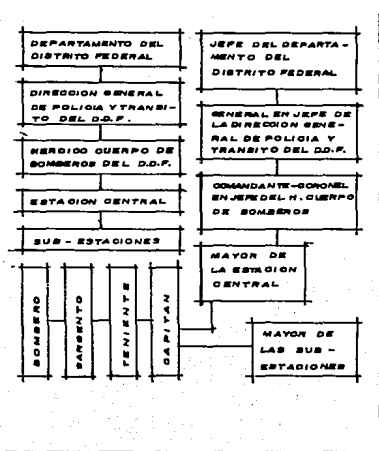 DEPARTAMENTO DEL
DISTRITO FEDERAL
DIRECCION GENERAL
DE POLICIA Y TRANSI-
TO DEL D.D.F.
HEROICO CUERPO DE
BOMBEROS DEL D.D.F.
ESTACION CENTRAL
SUB-ESTACIONES
BOMBERO
SARGENTO
TENIENTE
CAPITAN
JEFE DEL DEPARTA-
MENTO DEL
DISTRITO FEDERAL
GENERAL EN JEFE DE
LA DIRECCION GENE-
RAL DE POLICIA Y
TRANSITO DEL D.D.F.
COMANDANTE-CORONEL
EN JEFE DEL H. CUERPO
DE BOMBEROS
MAYOR DE
LA ESTACION
CENTRAL
MAYOR DE
LAS SUB-
ESTACIONES